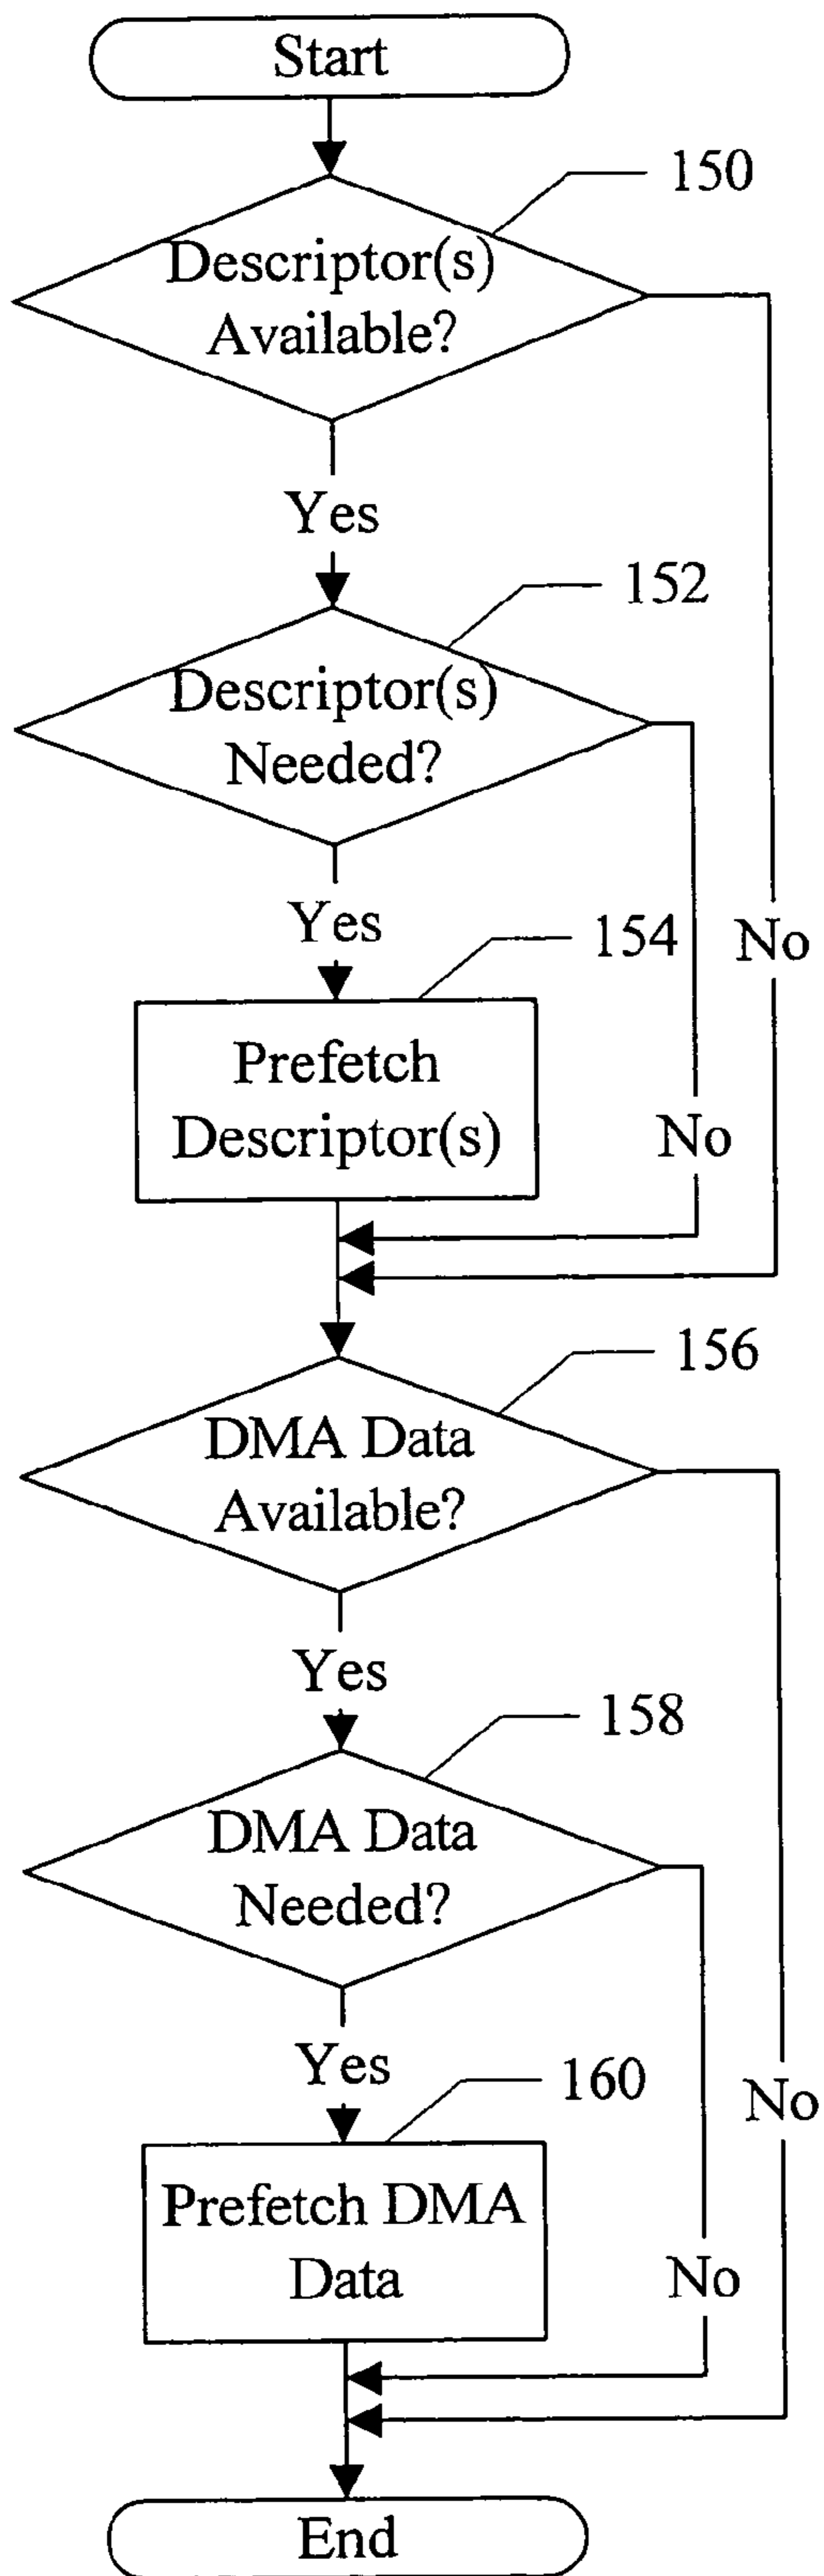 Start
150
Descriptor(s)
Available?
Yes
152
Descriptor(s)
Needed?
Yes
154
No
Prefetch
Descriptor(s)
No
156
DMA Data
Available?
Yes
158
DMA Data
Needed?
Yes
160
No
Prefetch DMA
Data
No
End